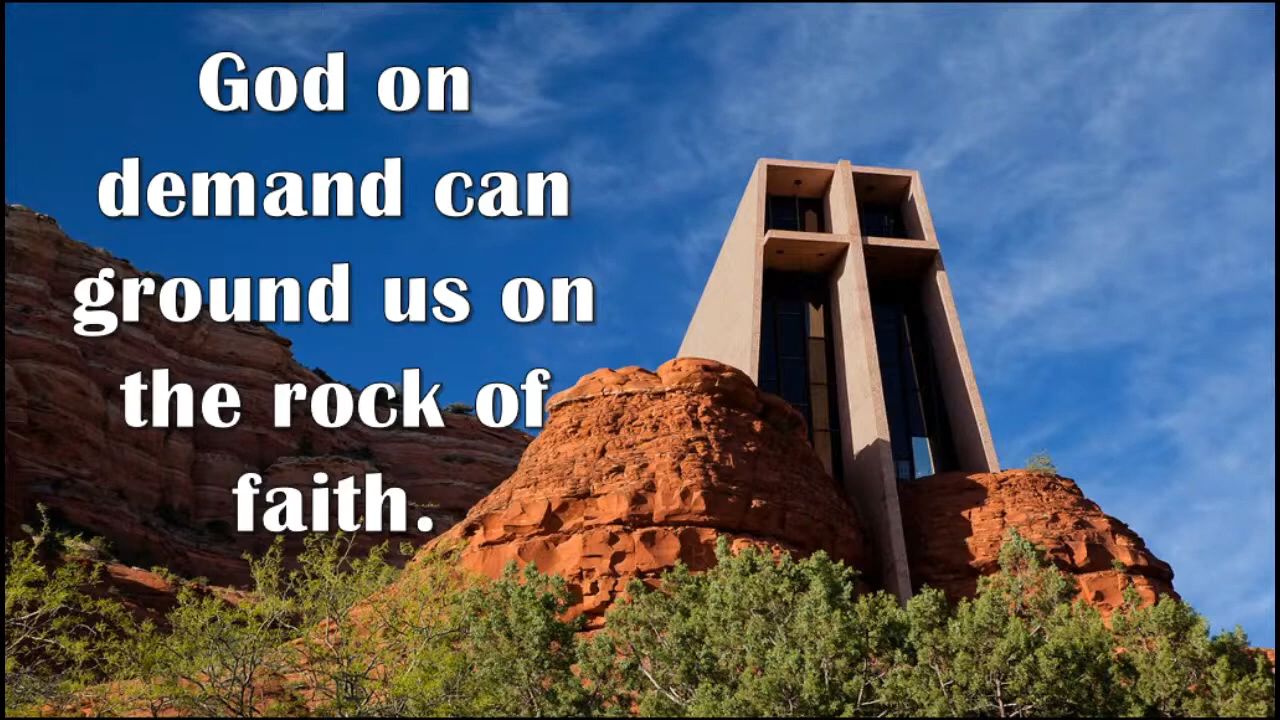 God on
demand can
ground us on
the rock of
faith.